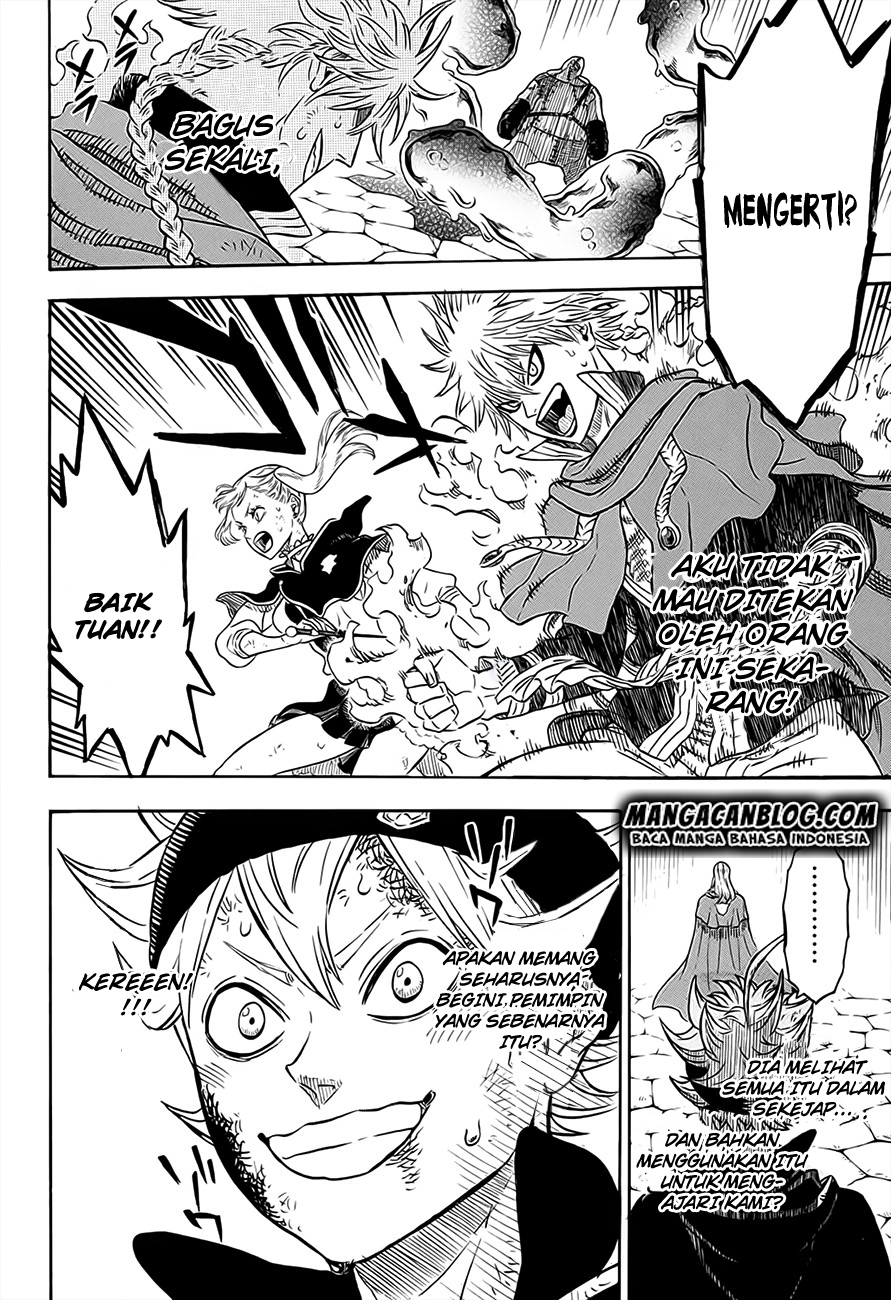 MENGERTI?
BAGUS
SEKALI,
AKU TIDAK
MAU DITEKAN
OLEH ORANG
INI SEKA-
RANG!
BAIK
TUAN!!
MANGACANBLOG.COM
BACA MANGA BAHASA INDONESIA
........
DIA MELIHAT
SEMUA ITU DALAM
SEKEJAP.....
DAN BAHKAN
MENGGUNAKAN ITU
UNTUK MENG-
AJARI KAMI?
APAKAN MEMANG
SEHARUSNYA
BEGINI PEMIMPIN
YANG SEBENARNYA
ITU?
KEREEEN!
!!!